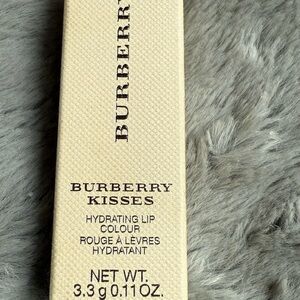 BURBERRY
BURBERRY
KISSES
HYDRATING LIP
COLOUR
ROUGE À LÈVRES
HYDRATANT
NET WT.
3.3 g 0.11 OZ.